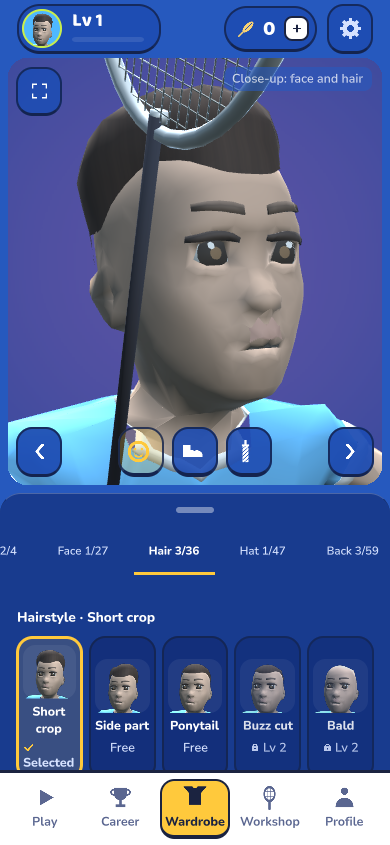 Lv 1
0
+
Close-up: face and hair
2/4
Face 1/27
Hair 3/36
Hat 1/47
Back 3/59
Hairstyle · Short crop
Short
crop
Selected
Side part
Free
Ponytail
Free
Buzz cut
Lv 2
Bald
Lv 2
Play
Career
Wardrobe
Workshop
Profile